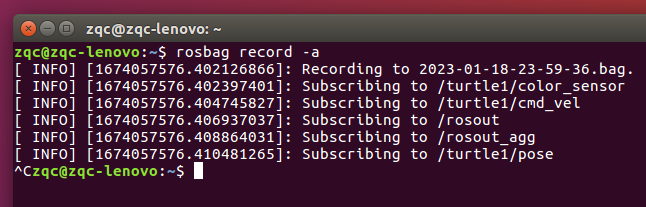 zqc@zqc-lenovo: ~
zqc@zqc-lenovo:~$ rosbag record -a
[ INFO] [1674057576.402126866]: Recording to 2023-01-18-23-59-36.bag.
[ INFO] [1674057576.402397401]: Subscribing to /turtle1/color_sensor
[ INFO] [1674057576.404745827]: Subscribing to /turtle1/cmd_vel
[ INFO] [1674057576.406937037]: Subscribing to /rosout
[ INFO] [1674057576.408864031]: Subscribing to /rosout_agg
[ INFO] [1674057576.410481265]: Subscribing to /turtle1/pose
^Czqc@zqc-lenovo:~$